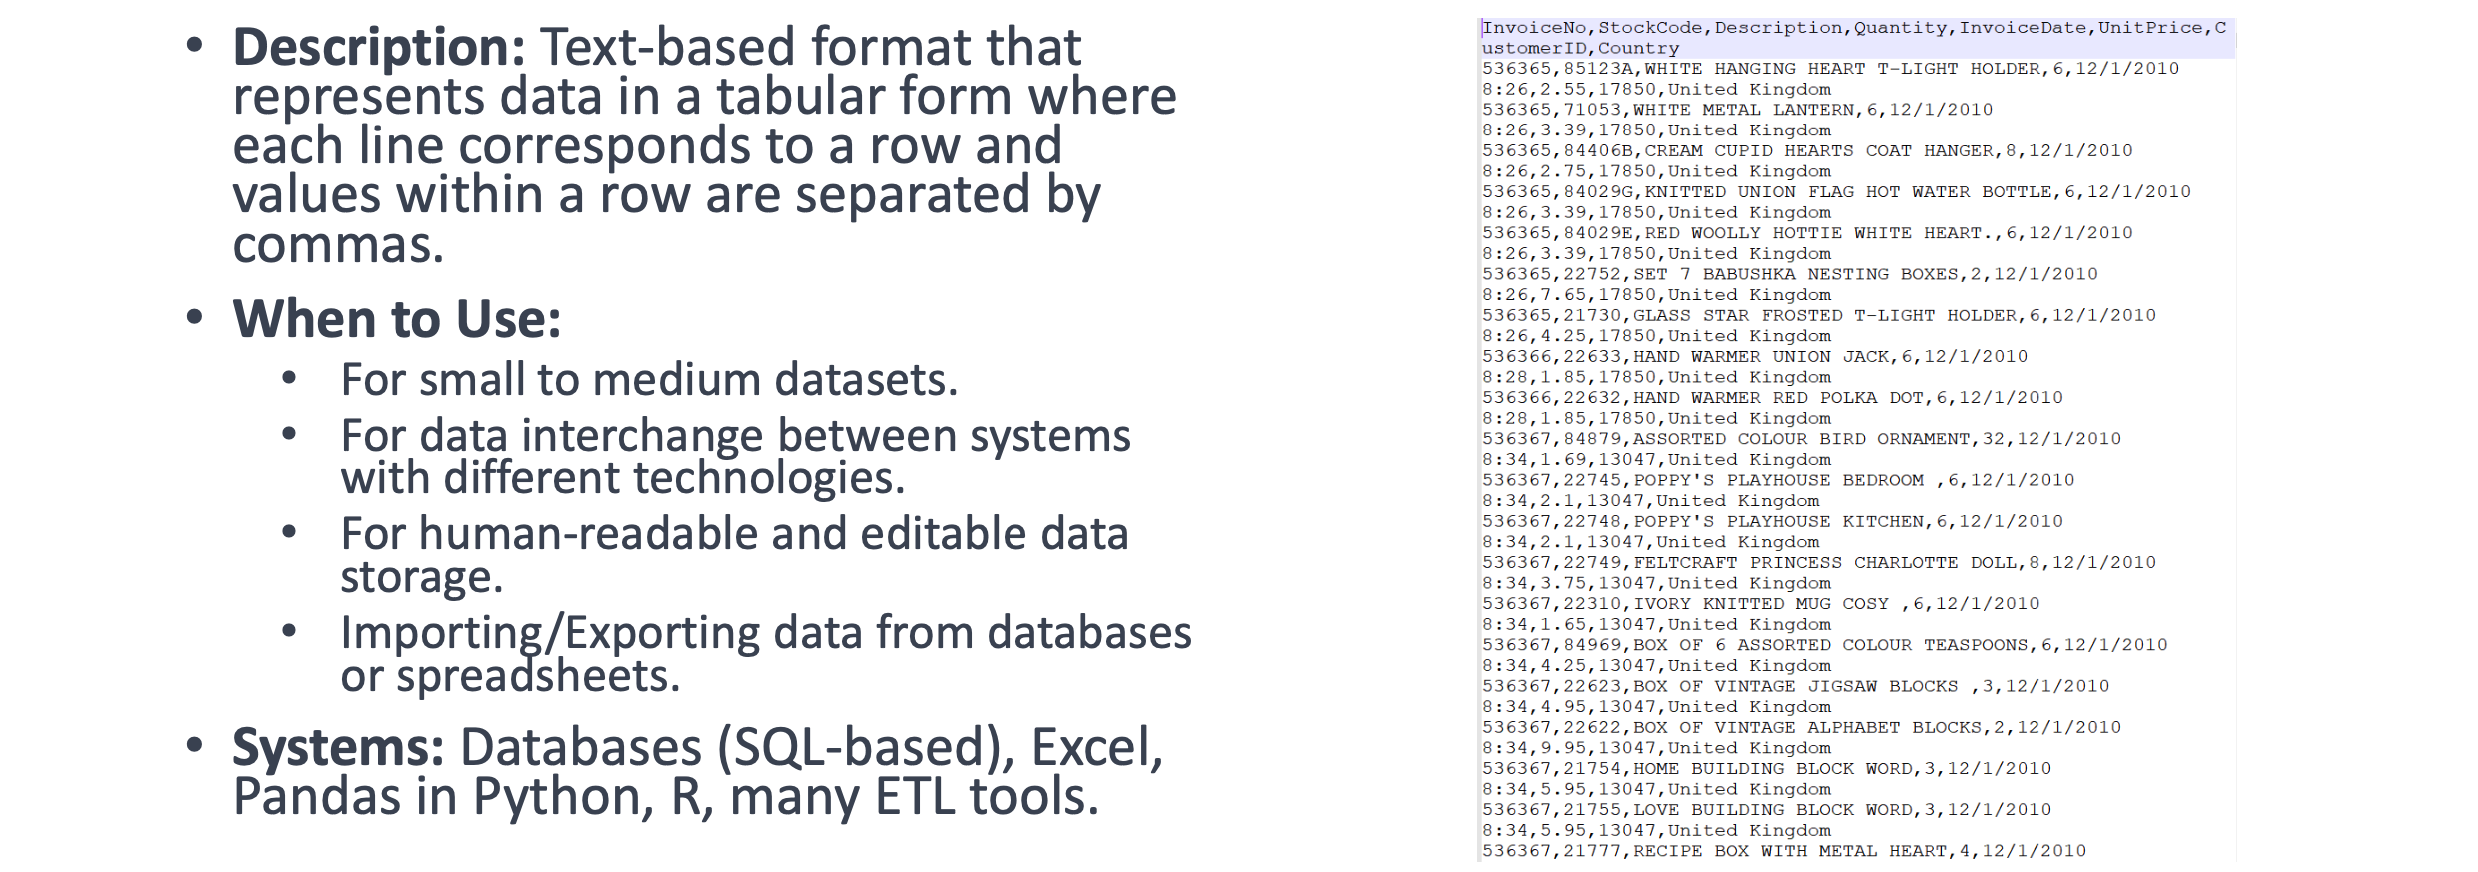 • Description: Text-based format that
represents data in a tabular form where
each line corresponds to a row and
values within a row are separated by
commas.
• When to Use:
• For small to medium datasets.
• For data interchange between systems
with different technologies.
• For human-readable and editable data
storage.
• Importing/Exporting data from databases
or spreadsheets.
• Systems: Databases (SQL-based), Excel,
Pandas in Python, R, many ETL tools.
InvoiceNo,StockCode,Description,Quantity,InvoiceDate,UnitPrice,C
ustomerID,Country
536365,85123A,WHITE HANGING HEART T-LIGHT HOLDER,6,12/1/2010
8:26,2.55,17850,United Kingdom
536365,71053,WHITE METAL LANTERN,6,12/1/2010
8:26,3.39,17850,United Kingdom
536365,84406B,CREAM CUPID HEARTS COAT HANGER,8,12/1/2010
8:26,2.75,17850,United Kingdom
536365,84029G,KNITTED UNION FLAG HOT WATER BOTTLE,6,12/1/2010
8:26,3.39,17850,United Kingdom
536365,84029E,RED WOOLLY HOTTIE WHITE HEART.,6,12/1/2010
8:26,3.39,17850,United Kingdom
536365,22752,SET 7 BABUSHKA NESTING BOXES,2,12/1/2010
8:26,7.65,17850,United Kingdom
536365,21730,GLASS STAR FROSTED T-LIGHT HOLDER,6,12/1/2010
8:26,4.25,17850,United Kingdom
536366,22633,HAND WARMER UNION JACK,6,12/1/2010
8:28,1.85,17850,United Kingdom
536366,22632,HAND WARMER RED POLKA DOT,6,12/1/2010
8:28,1.85,17850,United Kingdom
536367,84879,ASSORTED COLOUR BIRD ORNAMENT,32,12/1/2010
8:34,1.69,13047,United Kingdom
536367,22745,POPPY'S PLAYHOUSE BEDROOM ,6,12/1/2010
8:34,2.1,13047,United Kingdom
536367,22748,POPPY'S PLAYHOUSE KITCHEN,6,12/1/2010
8:34,2.1,13047,United Kingdom
536367,22749,FELTCRAFT PRINCESS CHARLOTTE DOLL,8,12/1/2010
8:34,3.75,13047,United Kingdom
536367,22310,IVORY KNITTED MUG COSY ,6,12/1/2010
8:34,1.65,13047,United Kingdom
536367,84969,BOX OF 6 ASSORTED COLOUR TEASPOONS,6,12/1/2010
8:34,4.25,13047,United Kingdom
536367,22623,BOX OF VINTAGE JIGSAW BLOCKS ,3,12/1/2010
8:34,4.95,13047,United Kingdom
536367,22622,BOX OF VINTAGE ALPHABET BLOCKS,2,12/1/2010
8:34,9.95,13047,United Kingdom
536367,21754,HOME BUILDING BLOCK WORD,3,12/1/2010
8:34,5.95,13047,United Kingdom
536367,21755,LOVE BUILDING BLOCK WORD,3,12/1/2010
8:34,5.95,13047,United Kingdom
536367,21777,RECIPE BOX WITH METAL HEART,4,12/1/2010